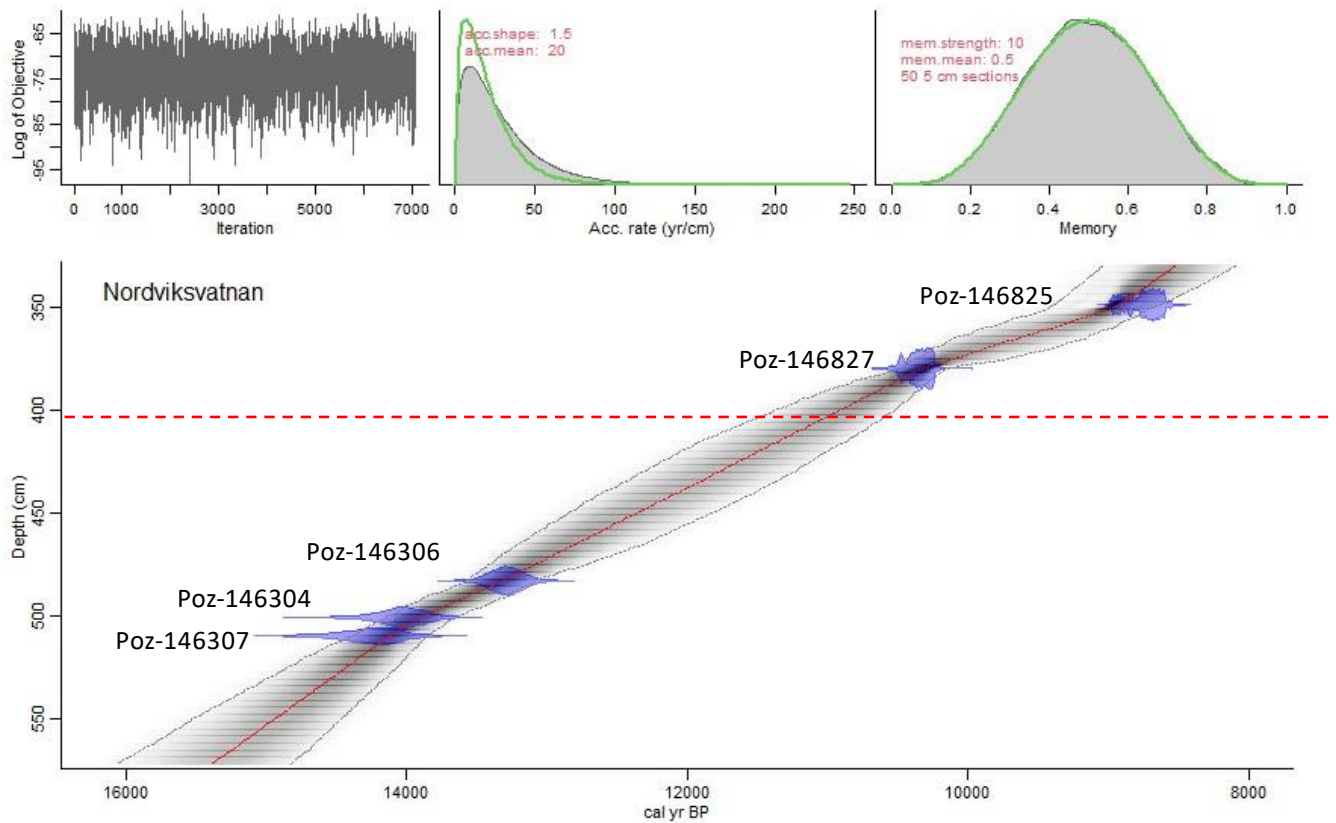 -65
-75
-85
-95
Log of Objective
0 1000 3000 5000 7000
Iteration
acc.shape: 1.5
acc.mean: 20
0 50 100 150 200 250
Acc. rate (yr/cm)
mem.strength: 10
mem.mean: 0.5
50 5 cm sections
0.0 0.2 0.4 0.6 0.8 1.0
Memory
Nordviksvatnan
Poz-146825
Poz-146827
Poz-146306
Poz-146304
Poz-146307
350
400
450
500
550
Depth (cm)
16000 14000 12000 10000 8000
cal yr BP